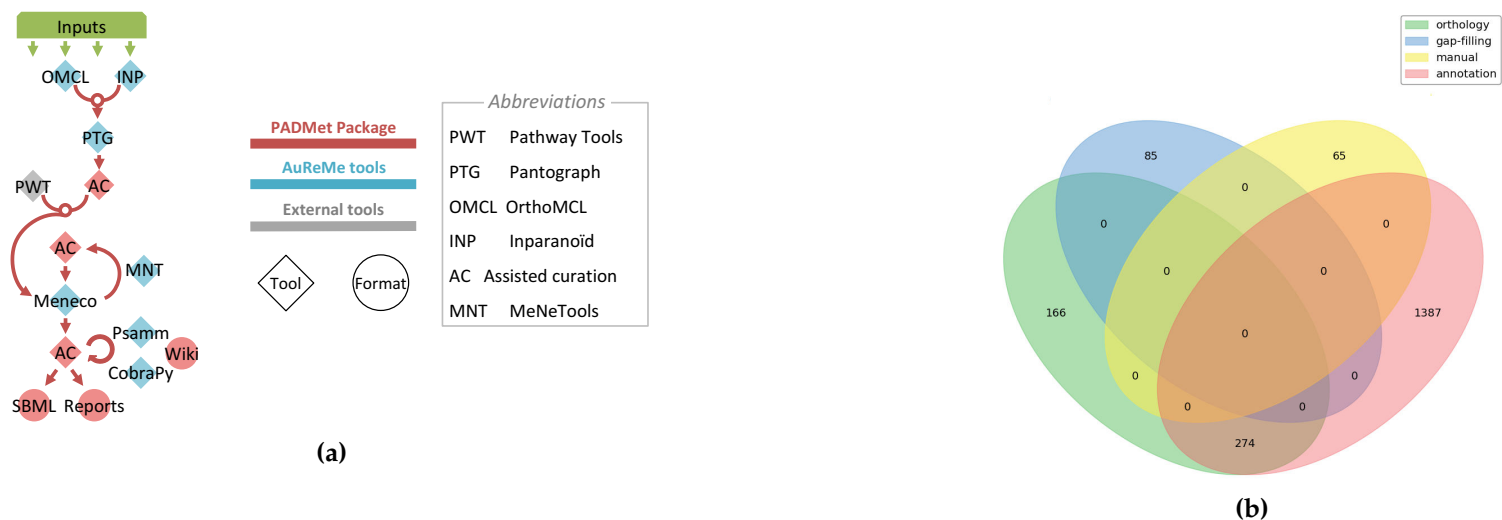 Inputs
OMCL INP
PTG
PWT AC
AC
MNT
Meneco
Psamm
AC
Wiki
CobraPy
SBML Reports
PADMet Package
AuReMe tools
External tools
Tool
Format
Abbreviations
PWT Pathway Tools
PTG Pantograph
OMCL OrthoMCL
INP Inparanoïd
AC Assisted curation
MNT MeNeTools
(a)
orthology
gap-filling
manual
annotation
85 65
0
0 0
0 0
166 1387
0
0 0
0 0
274
(b)